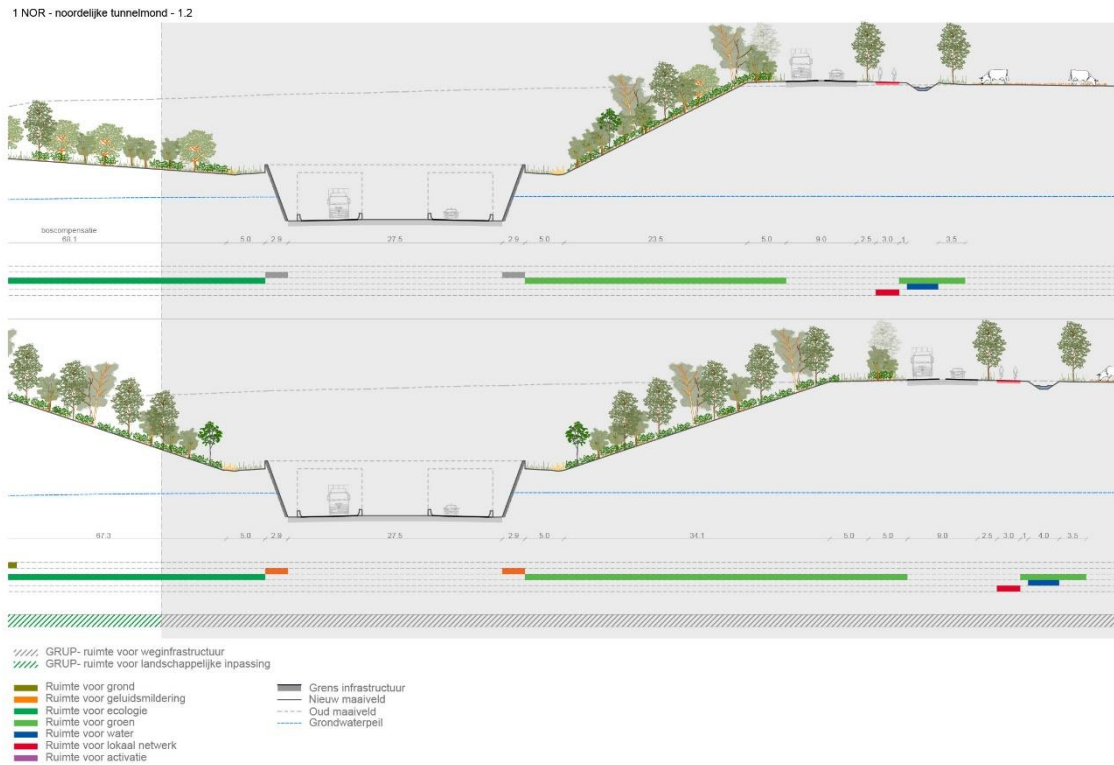 1 NOR - noordelijke tunnelmond - 1.2
boscompensatie
68.1 5.0 2.9 27.5 2.9 5.0 23.5 5.0 9.0 2.5 3.0 1 3.5
67.3 5.0 2.9 27.5 2.9 5.0 34.1 5.0 5.0 9.0 2.5 3.0 1 4.0 3.5
GRUP- ruimte voor weginfrastructuur
GRUP- ruimte voor landschappelijke inpassing
Ruimte voor grond
Ruimte voor geluidsmildering
Ruimte voor ecologie
Ruimte voor groen
Ruimte voor water
Ruimte voor lokaal netwerk
Ruimte voor activatie
Grens infrastructuur
Nieuw maaiveld
Oud maaiveld
Grondwaterpeil